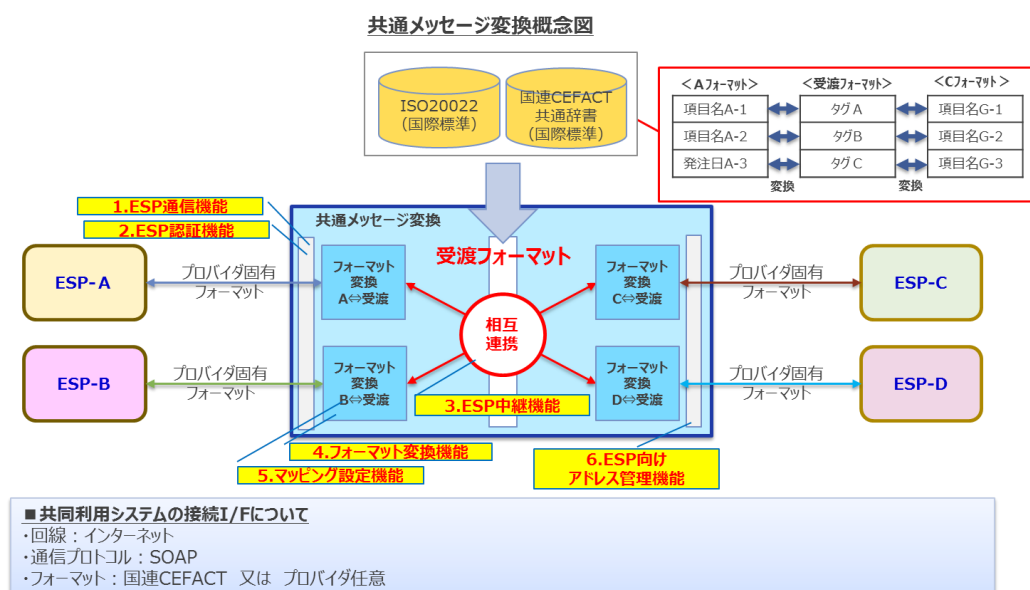 共通メッセージ変換概念図
ISO20022
(国際標準)
国連CEFACT
共通辞書
(国際標準)
＜Aフォーマット＞ ＜受渡フォーマット＞ ＜Cフォーマット＞
項目名A-1 タグA 項目名G-1
項目名A-2 タグB 項目名G-2
発注日A-3 タグC 項目名G-3
変換 変換
1.ESP通信機能
2.ESP認証機能
共通メッセージ変換
受渡フォーマット
ESP-A
プロバイダ固有
フォーマット
フォーマット
変換
A⇔受渡
フォーマット
変換
C⇔受渡
プロバイダ固有
フォーマット
ESP-C
相互
連携
ESP-B
プロバイダ固有
フォーマット
フォーマット
変換
B⇔受渡
フォーマット
変換
D⇔受渡
プロバイダ固有
フォーマット
ESP-D
3.ESP中継機能
4.フォーマット変換機能
5.マッピング設定機能
6.ESP向け
アドレス管理機能
■共同利用システムの接続I/Fについて
・回線：インターネット
・通信プロトコル：SOAP
・フォーマット：国連CEFACT 又は プロバイダ任意